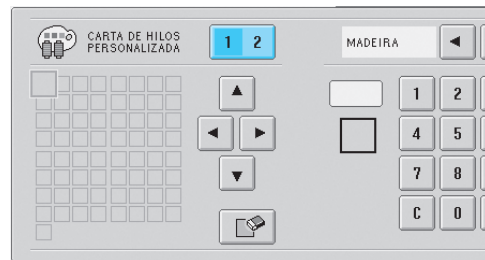 CARTA DE HILOS
PERSONALIZADA
1 2
MADEIRA
1 2
4 5
7 8
C 0